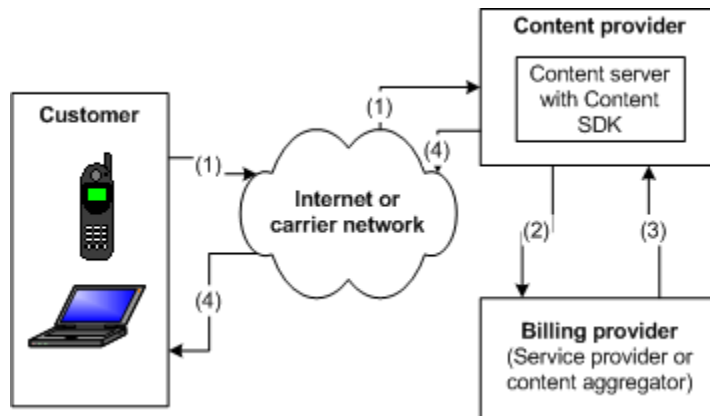 Content provider
Content server
with Content
SDK
Customer
(1)
(1)
(4)
Internet or
carrier network
(2)
(3)
(4)
Billing provider
(Service provider or
content aggregator)